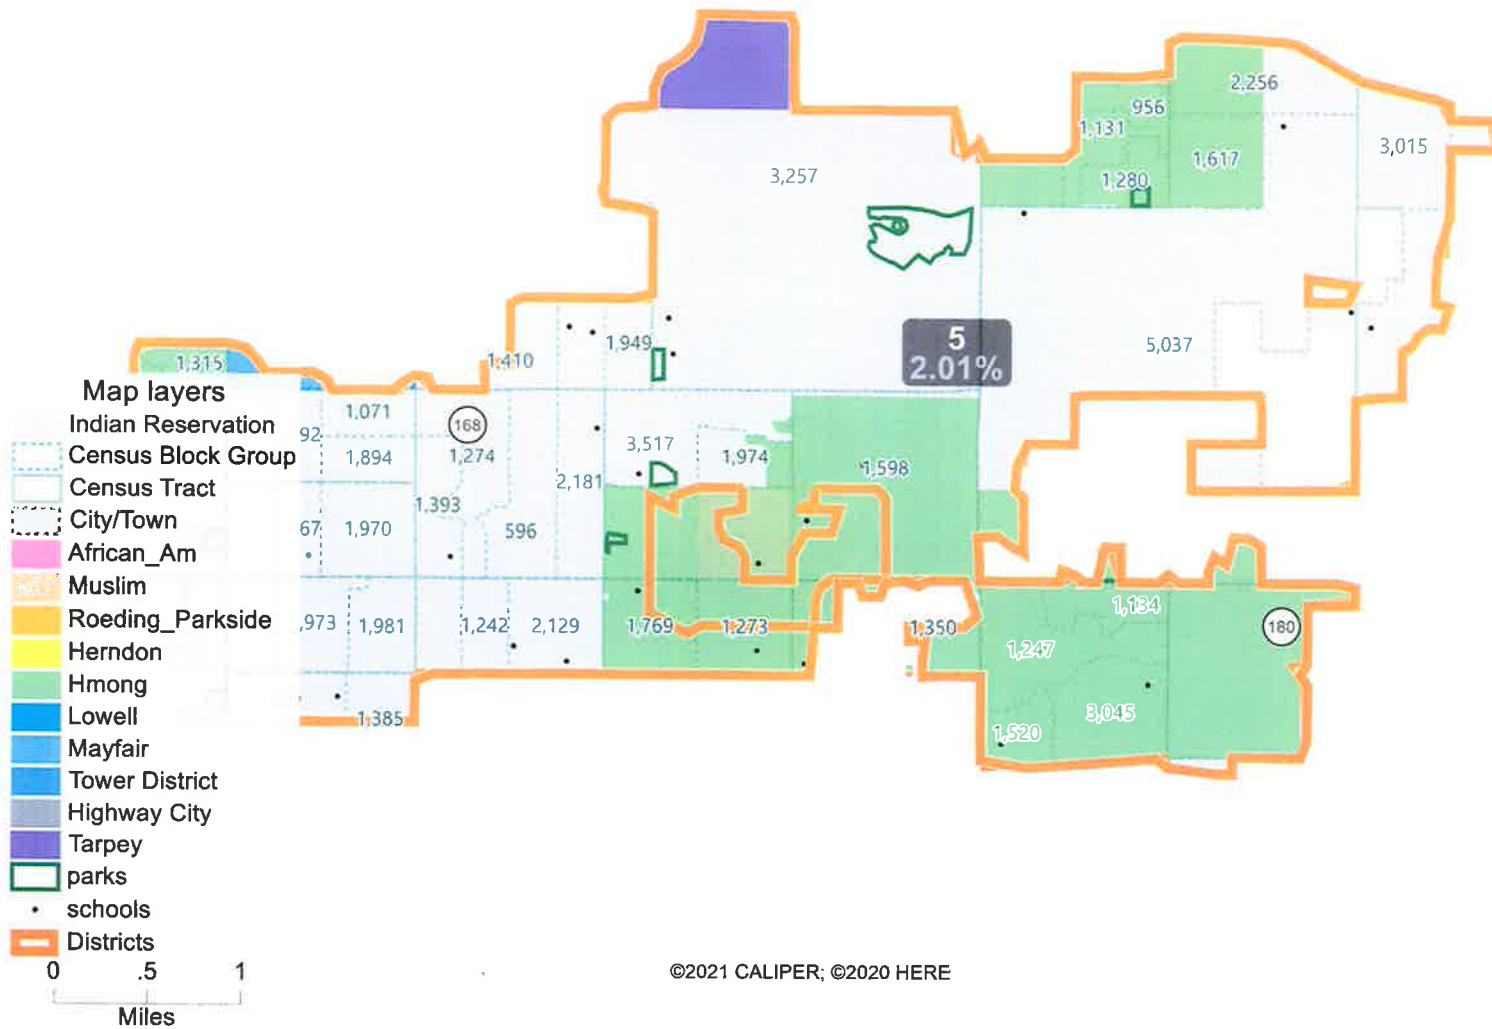 2,256
956
1,131
3,015
1,617
3,257
1,280
5
2.01%
5,037
1,949
1,410
1,315
Map layers
Indian Reservation
Census Block Group
Census Tract
City/Town
African_Am
Muslim
Roeding_Parkside
Herndon
Hmong
Lowell
Mayfair
Tower District
Highway City
Tarpey
parks
schools
Districts
1,071
168
92
3,517
1,894
1,274
1,974
1,598
2,181
1,393
67
1,970
596
1,134
,973
1,981
1,242
2,129
1,769
1,273
1,350
180
1,247
1,385
3,045
1,520
0 .5 1
Miles
©2021 CALIPER; ©2020 HERE